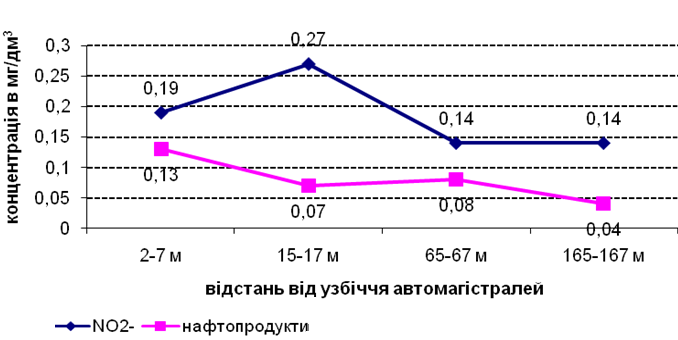 концентрація в мг/дм³
0,3
0,25
0,2
0,15
0,1
0,05
0
0,19
0,27
0,14
0,14
0,13
0,07
0,08
0,04
2-7 м
15-17 м
65-67 м
165-167 м
відстань від узбіччя автомагістралей
NO2-
нафтопродукти